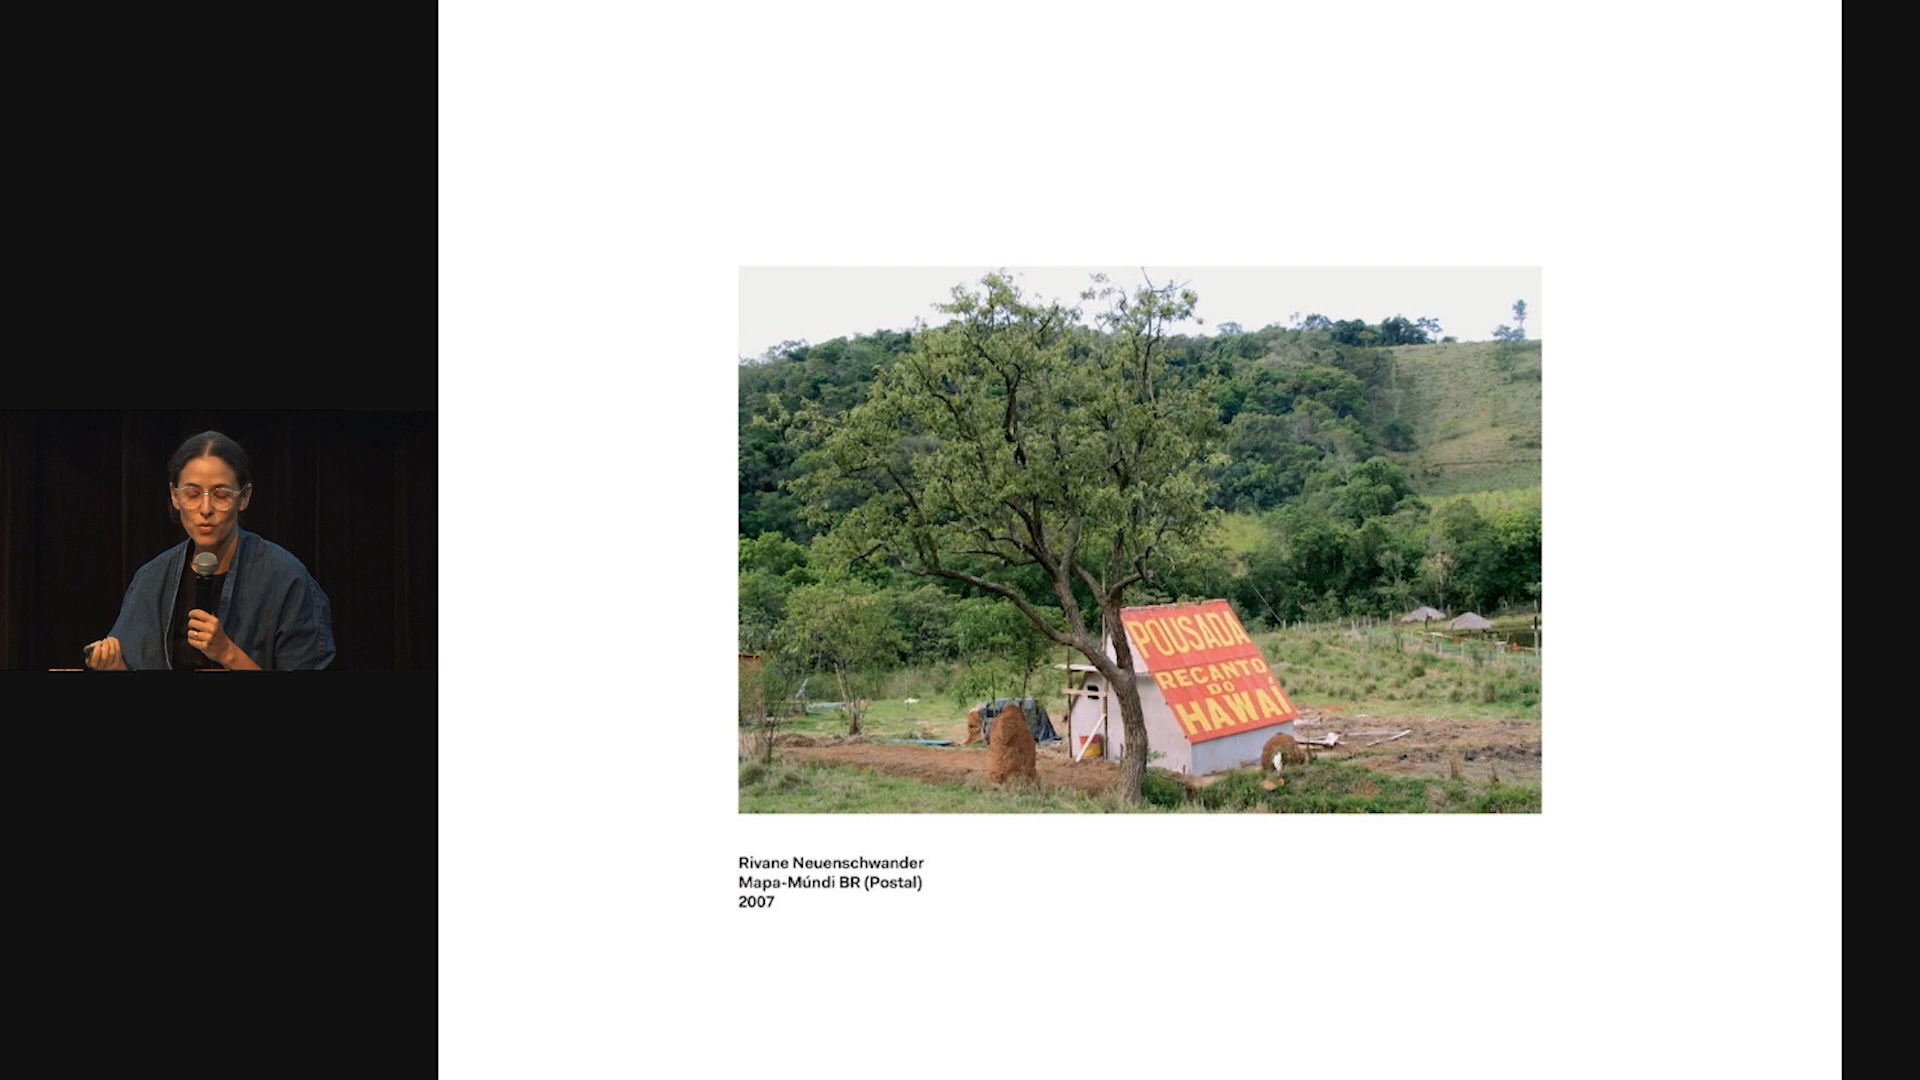 POUSADA
RECANTO
DO
HAWAÍ
Rivane Neuenschwander
Mapa-Múndi BR (Postal)
2007